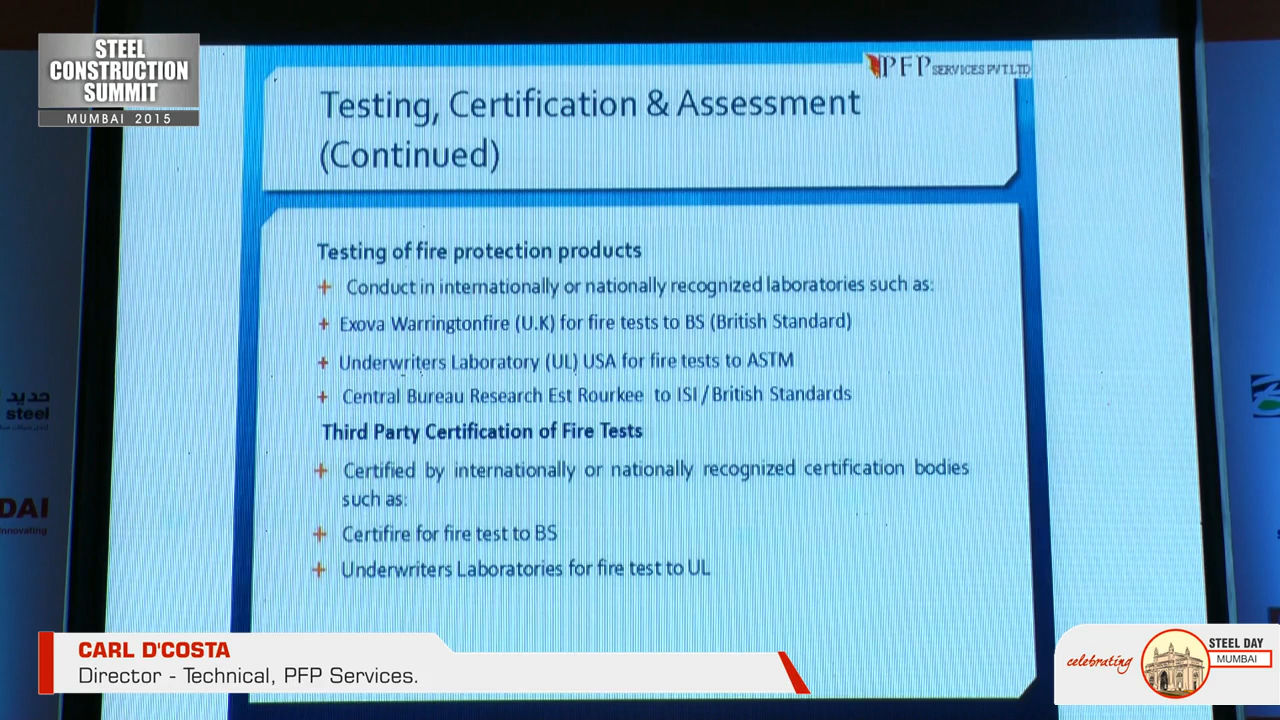 STEEL
CONSTRUCTION
SUMMIT
MUMBAI 2015
PFP SERVICES PVT LTD
Testing, Certification & Assessment
(Continued)
Testing of fire protection products
+ Conduct in internationally or nationally recognized laboratories such as:
+ Exova Warringtonfire (U.K) for fire tests to BS (British Standard)
+ Underwriters Laboratory (UL) USA for fire tests to ASTM
+ Central Bureau Research Est Rourkee to ISI / British Standards
Third Party Certification of Fire Tests
+ Certified by internationally or nationally recognized certification bodies
such as:
+ Certifire for fire test to BS
+ Underwriters Laboratories for fire test to UL
حديد
steel
DAI
innovating
CARL D'COSTA
Director - Technical, PFP Services.
celebrating
STEEL DAY
MUMBAI